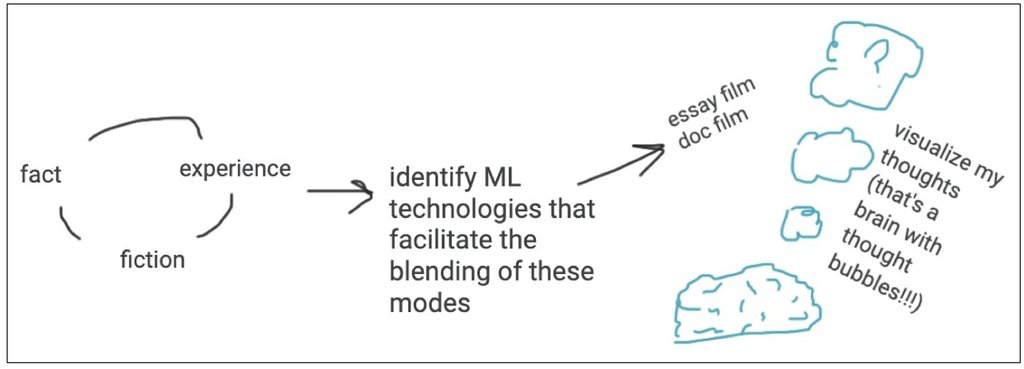 fact
experience
fiction
identify ML
technologies that
facilitate the
blending of these
modes
essay film
doc film
visualize my
thoughts
(that's a
brain with
thought
bubbles!!!)
?